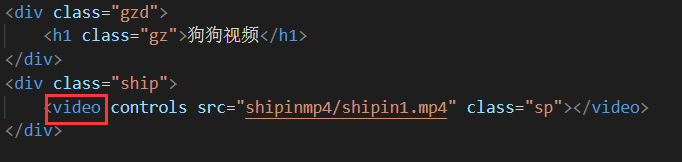 <div class="gzd">
<h1 class="gz">狗狗视频</h1>
</div>
<div class="ship">
<video controls src="shipinmp4/shipin1.mp4" class="sp"></video>
</div>